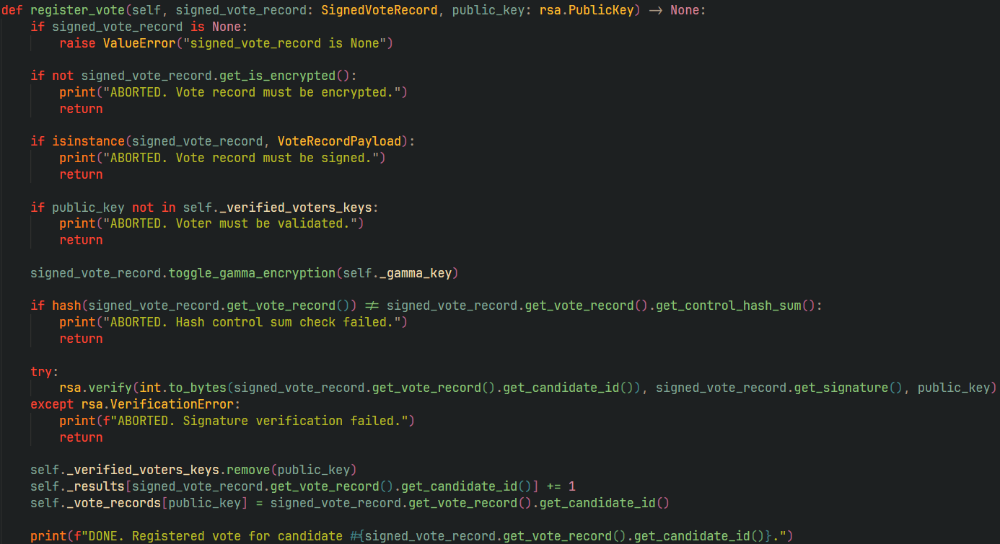 def register_vote(self, signed_vote_record: SignedVoteRecord, public_key: rsa.PublicKey) -> None:
    if signed_vote_record is None:
        raise ValueError("signed_vote_record is None")

    if not signed_vote_record.get_is_encrypted():
        print("ABORTED. Vote record must be encrypted.")
        return

    if isinstance(signed_vote_record, VoteRecordPayload):
        print("ABORTED. Vote record must be signed.")
        return

    if public_key not in self._verified_voters_keys:
        print("ABORTED. Voter must be validated.")
        return

    signed_vote_record.toggle_gamma_encryption(self._gamma_key)

    if hash(signed_vote_record.get_vote_record()) != signed_vote_record.get_vote_record().get_control_hash_sum():
        print("ABORTED. Hash control sum check failed.")
        return

    try:
        rsa.verify(int.to_bytes(signed_vote_record.get_vote_record().get_candidate_id()), signed_vote_record.get_signature(), public_key)
    except rsa.VerificationError:
        print(f"ABORTED. Signature verification failed.")
        return

    self._verified_voters_keys.remove(public_key)
    self._results[signed_vote_record.get_vote_record().get_candidate_id()] += 1
    self._vote_records[public_key] = signed_vote_record.get_vote_record().get_candidate_id()

    print(f"DONE. Registered vote for candidate #{signed_vote_record.get_vote_record().get_candidate_id()}.")